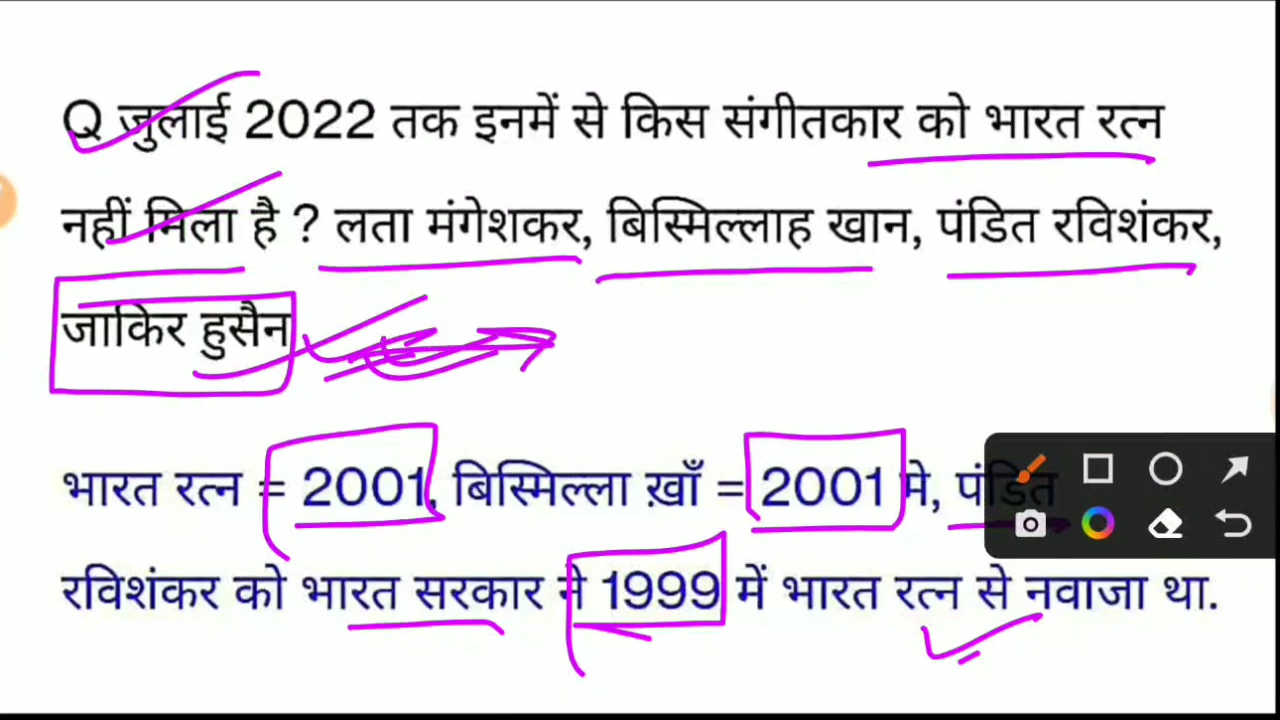 Q जुलाई 2022 तक इनमें से किस संगीतकार को भारत रत्न
नहीं मिला है ? लता मंगेशकर, बिस्मिल्लाह खान, पंडित रविशंकर,
जाकिर हुसैन
भारत रत्न = 2001, बिस्मिल्ला ख़ाँ = 2001 मे, पंडित
रविशंकर को भारत सरकार ने 1999 में भारत रत्न से नवाजा था.